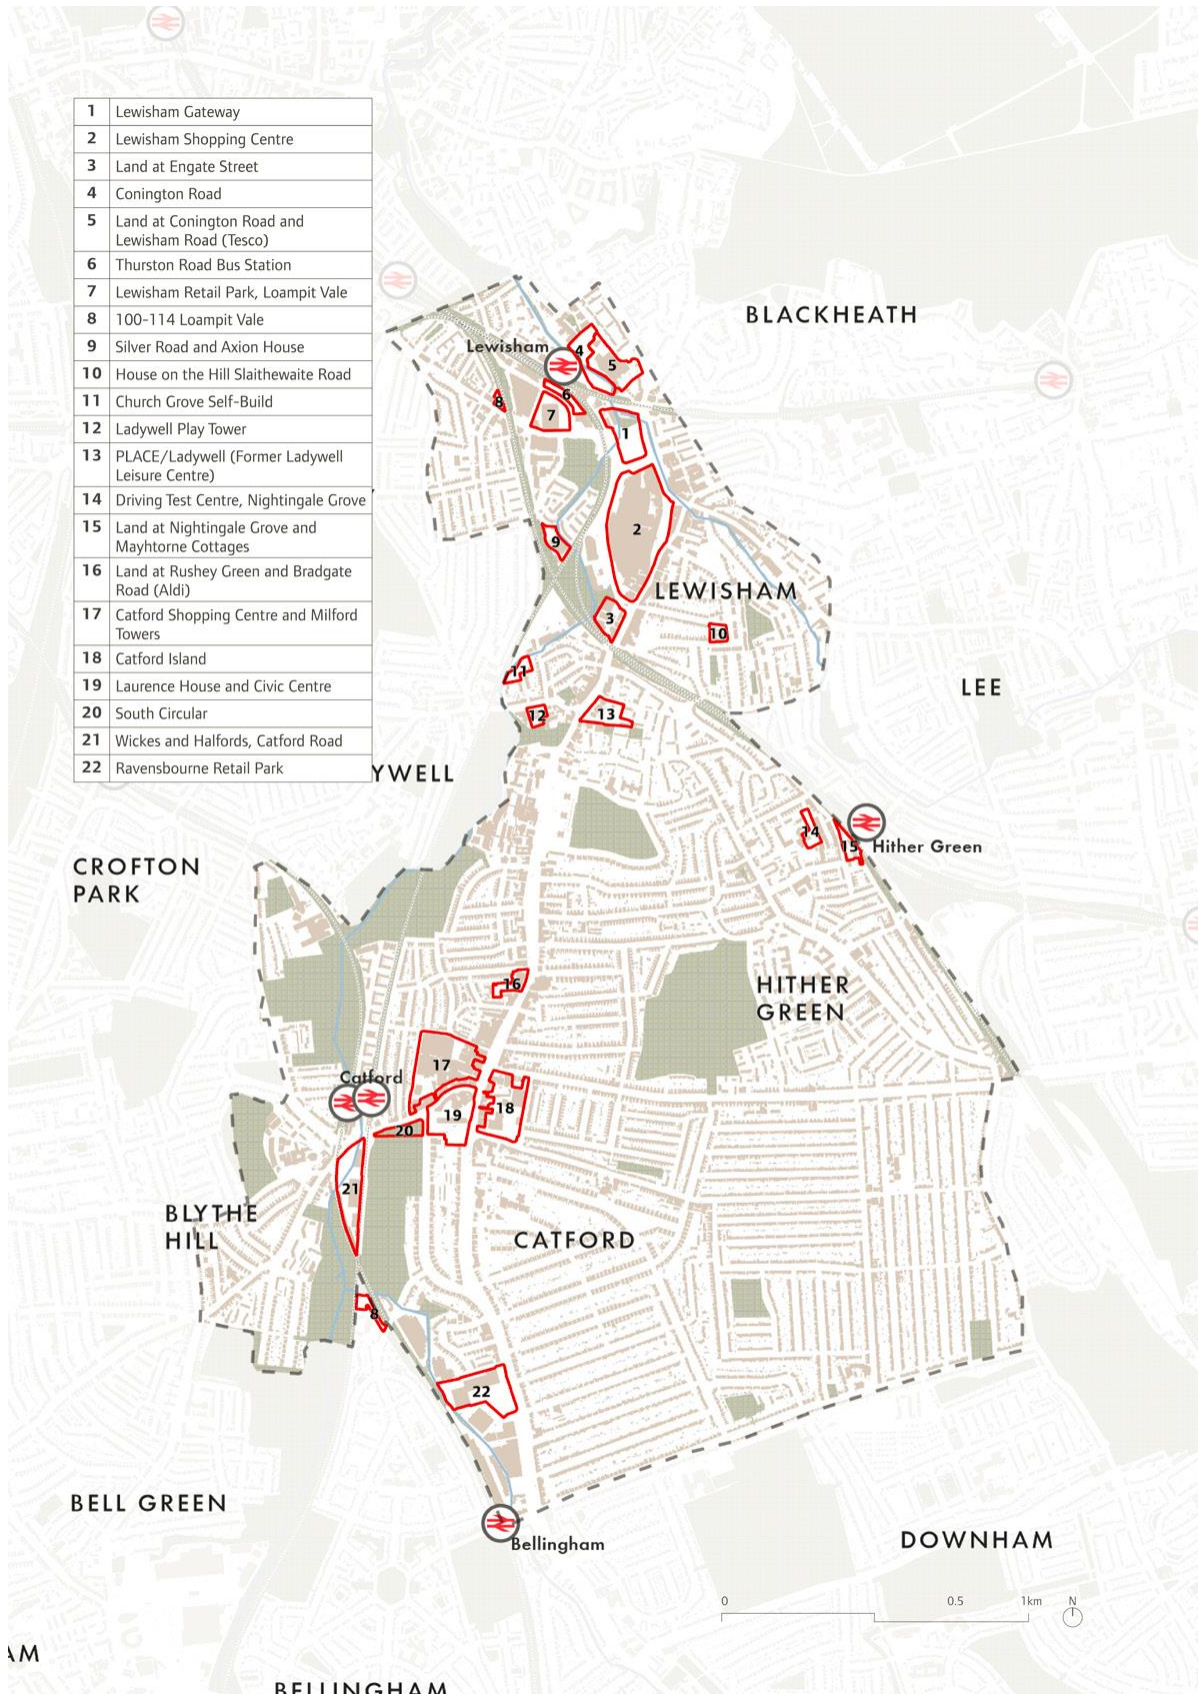 1 Lewisham Gateway
2 Lewisham Shopping Centre
3 Land at Engate Street
4 Conington Road
5 Land at Conington Road and
Lewisham Road (Tesco)
6 Thurston Road Bus Station
7 Lewisham Retail Park, Loampit Vale
8 100-114 Loampit Vale
9 Silver Road and Axion House
10 House on the Hill Slaithewaite Road
11 Church Grove Self-Build
12 Ladywell Play Tower
13 PLACE/Ladywell (Former Ladywell
Leisure Centre)
14 Driving Test Centre, Nightingale Grove
15 Land at Nightingale Grove and
Mayhtorne Cottages
16 Land at Rushey Green and Bradgate
Road (Aldi)
17 Catford Shopping Centre and Milford
Towers
18 Catford Island
19 Laurence House and Civic Centre
20 South Circular
21 Wickes and Halfords, Catford Road
22 Ravensbourne Retail Park
BLACKHEATH
Lewisham
4
5
6
8
7
1
2
9
LEWISHAM
3
10
11
LEE
12
13
YWELL
14
15
Hither Green
CROFTON
PARK
16
HITHER
GREEN
17
Catford
18
19
20
21
BLYTHE
HILL
CATFORD
8
22
BELL GREEN
Bellingham
DOWNHAM
0 0.5 1km N
AM
BELLINGHAM